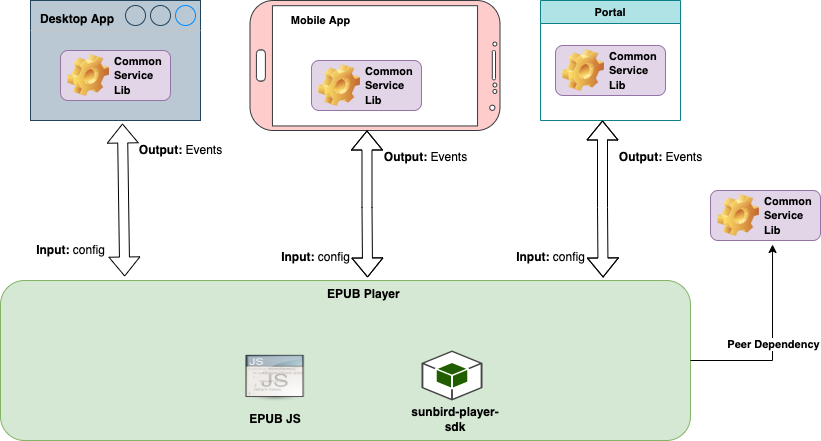 Desktop App
Common
Service
Lib
Mobile App
Common
Service
Lib
Portal
Common
Service
Lib
Output: Events
Output: Events
Output: Events
Input: config
Input: config
Input: config
Common
Service
Lib
EPUB Player
Peer Dependency
JS
JS
EPUB JS
sunbird-player-
sdk